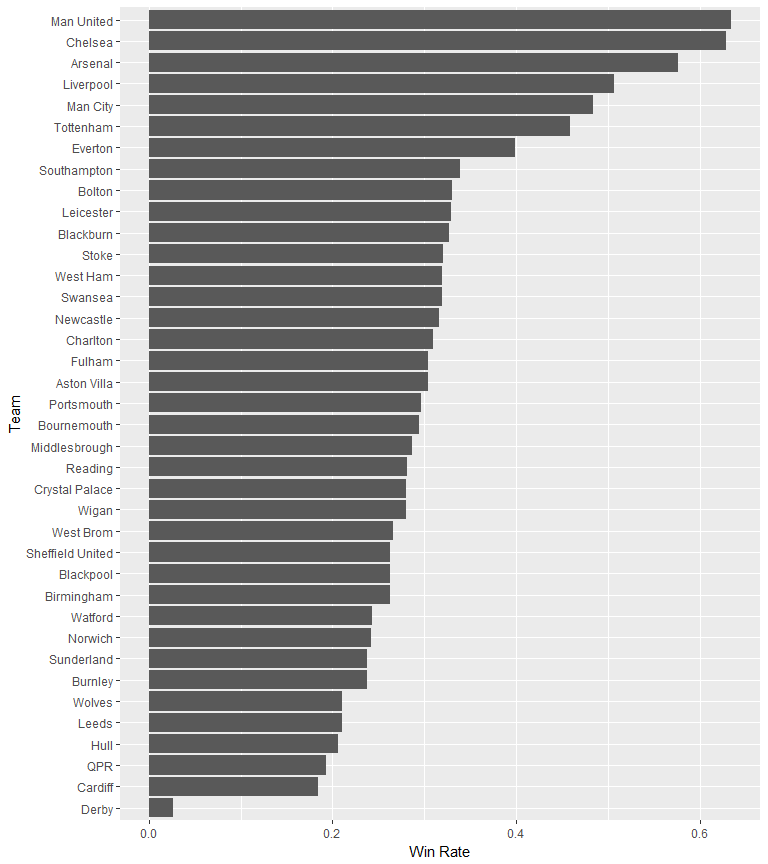 Man United
Chelsea
Arsenal
Liverpool
Man City
Tottenham
Everton
Southampton
Bolton
Leicester
Blackburn
Stoke
West Ham
Swansea
Newcastle
Charlton
Fulham
Aston Villa
Portsmouth
Bournemouth
Middlesbrough
Reading
Crystal Palace
Wigan
West Brom
Sheffield United
Blackpool
Birmingham
Watford
Norwich
Sunderland
Burnley
Wolves
Leeds
Hull
QPR
Cardiff
Derby
Team
0.0 0.2 0.4 0.6
Win Rate